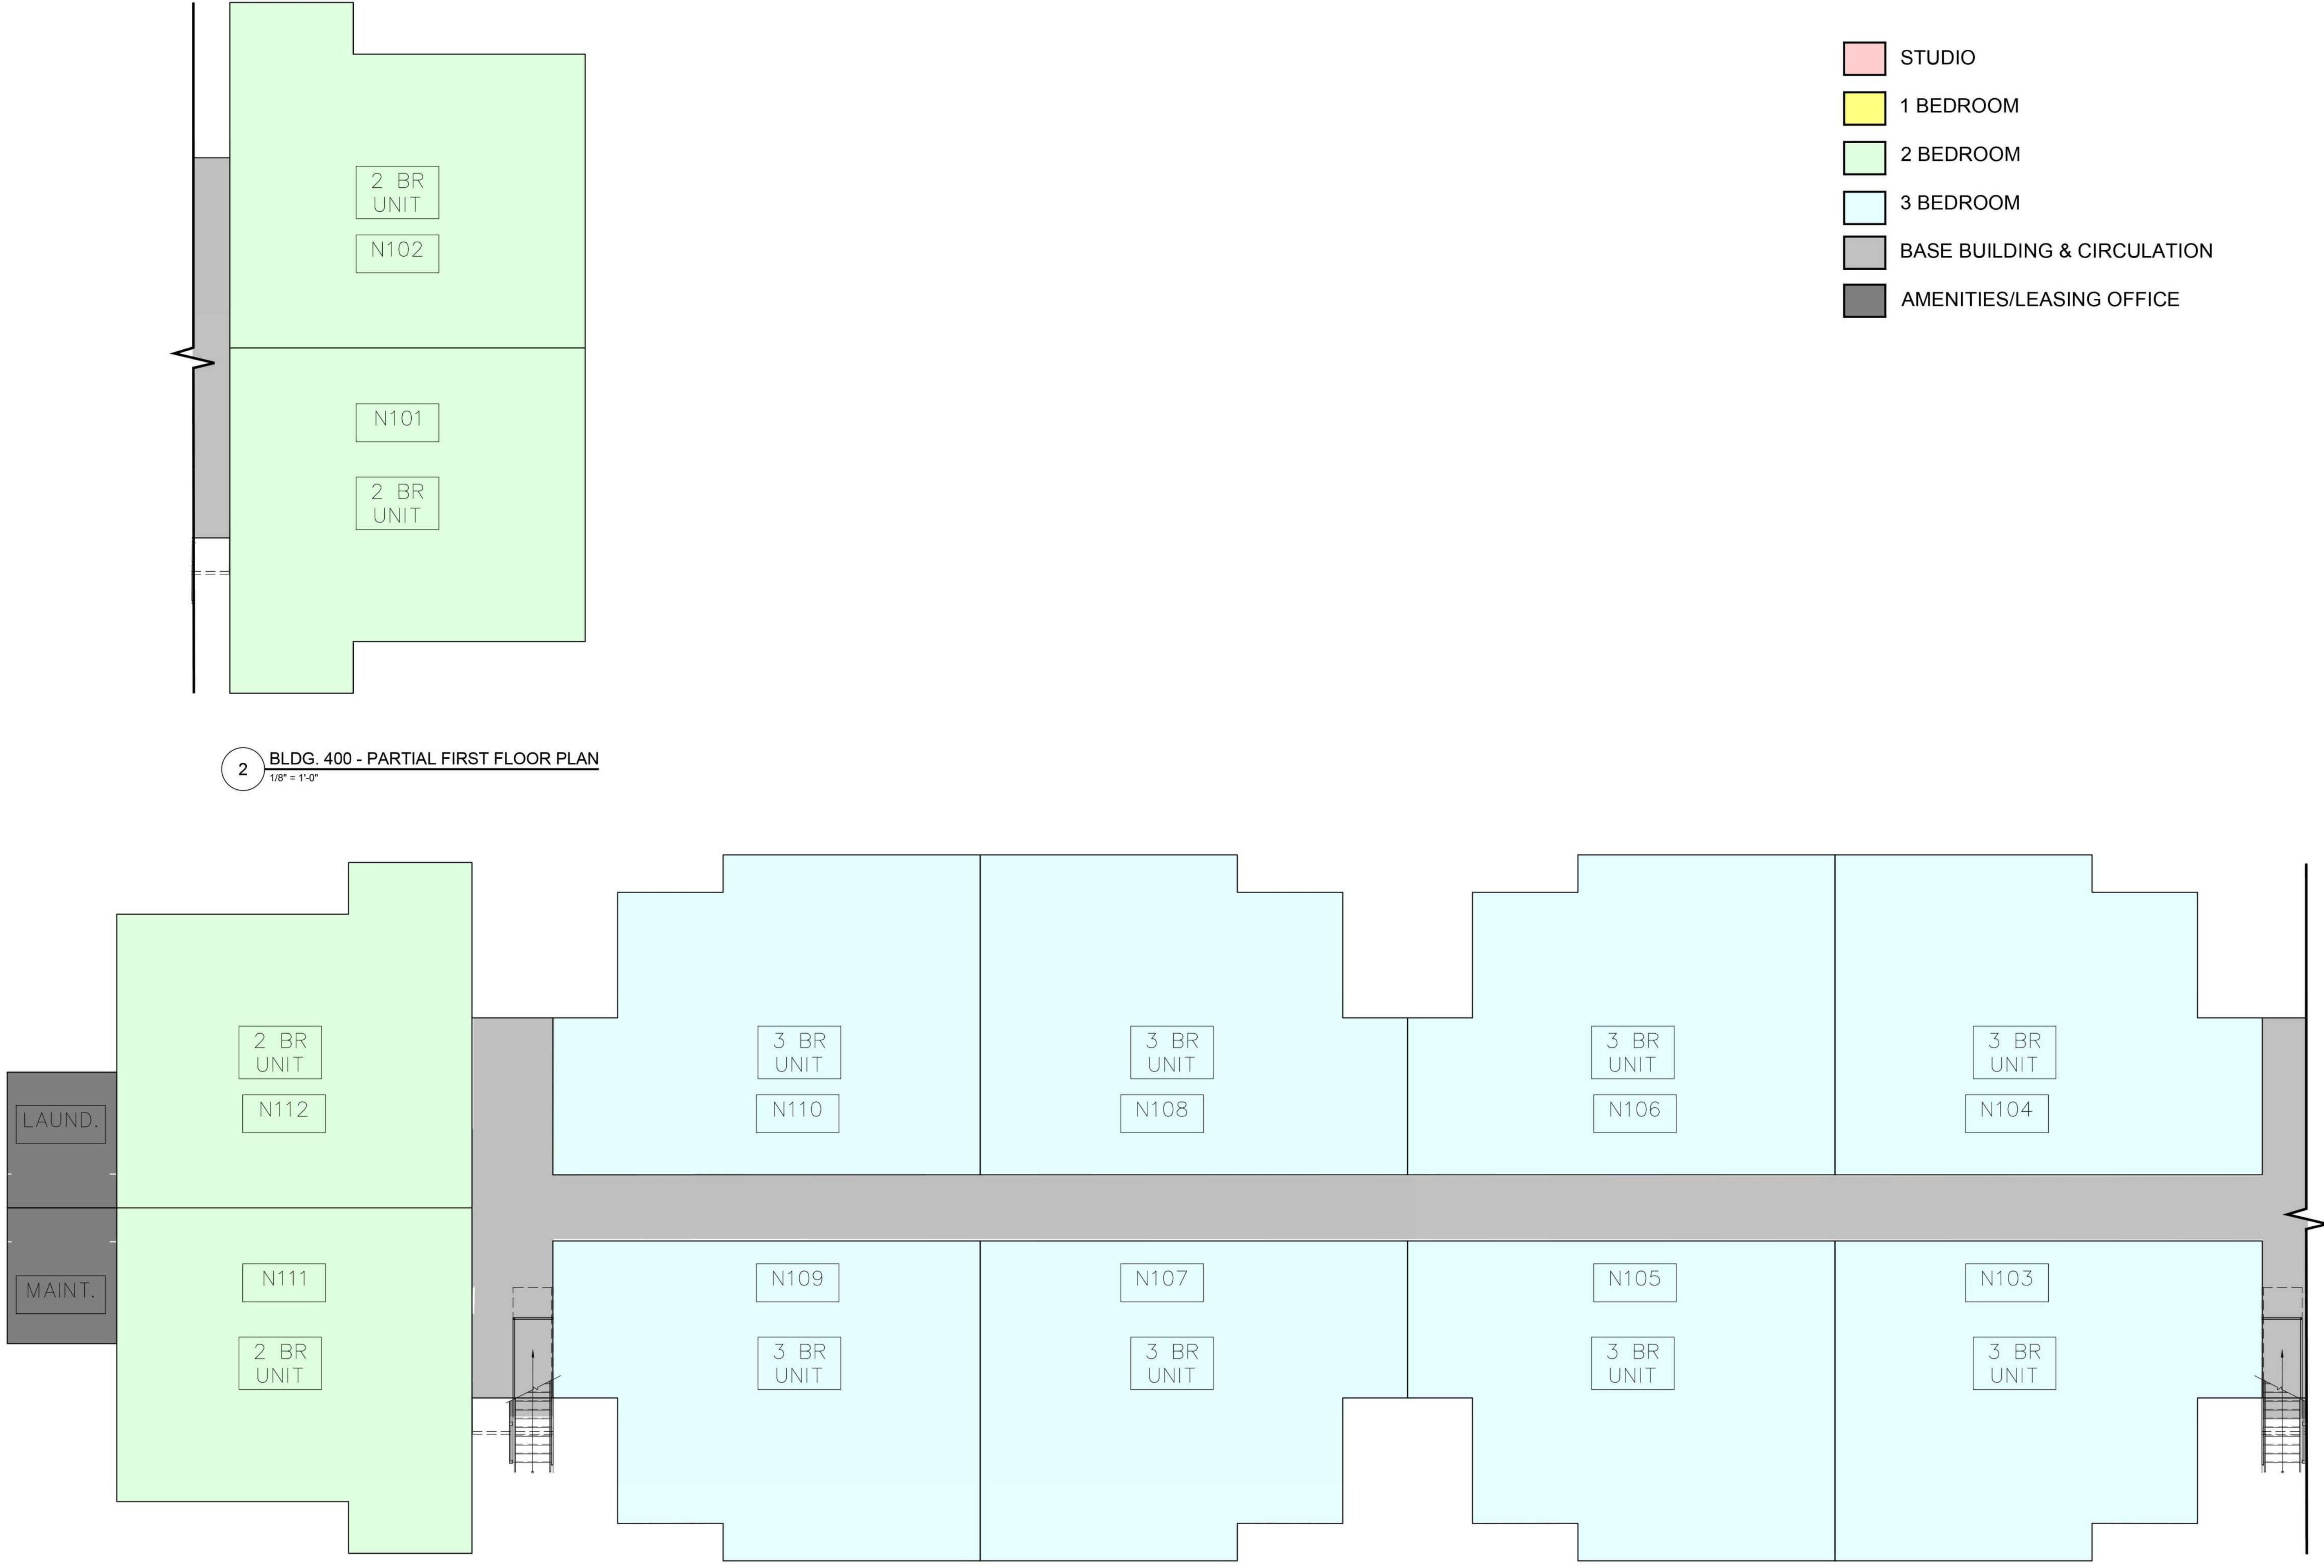 STUDIO
1 BEDROOM
2 BEDROOM
3 BEDROOM
BASE BUILDING & CIRCULATION
AMENITIES/LEASING OFFICE
2 BR
UNIT
N102
N101
2 BR
UNIT
2
BLDG. 400 - PARTIAL FIRST FLOOR PLAN
1/8" = 1'-0"
2 BR
UNIT
3 BR
UNIT
3 BR
UNIT
3 BR
UNIT
3 BR
UNIT
LAUND.
N112
N110
N108
N106
N104
MAINT.
N111
N109
N107
N105
N103
2 BR
UNIT
3 BR
UNIT
3 BR
UNIT
3 BR
UNIT
3 BR
UNIT